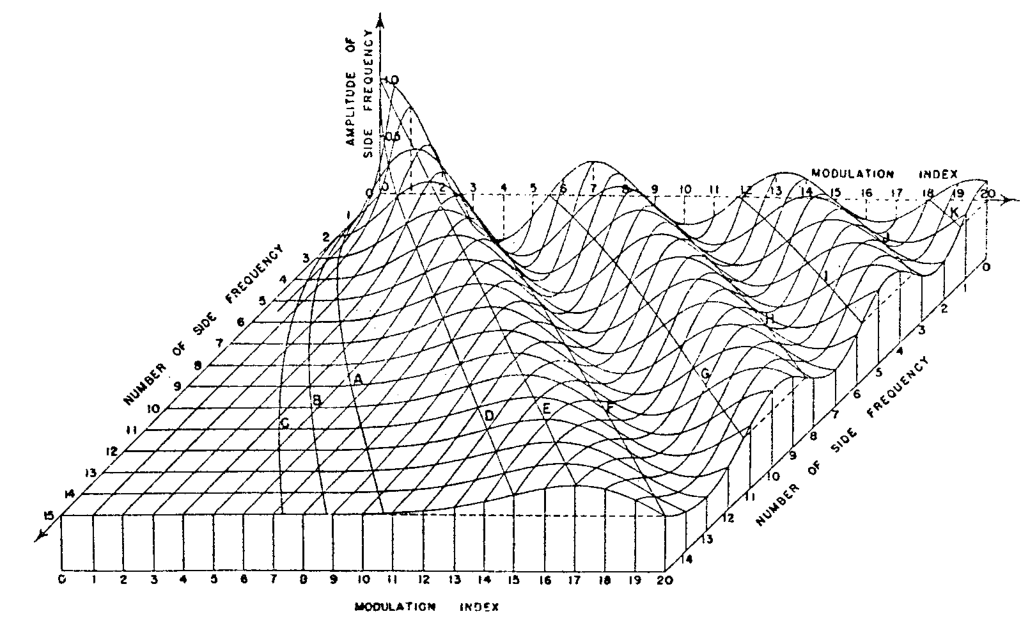 AMPLITUDE OF
SIDE FREQUENCY
1.0
0.5
0
MODULATION INDEX
0 1 2 3 4 5 6 7 8 9 10 11 12 13 14 15 16 17 18 19 20
NUMBER OF SIDE FREQUENCY
1
2
3
4
5
6
7
8
9
10
11
12
13
14
15
A
B
C
D
E
F
G
H
I
J
K
0
1
2
3
4
5
6
7
8
9
10
11
12
13
14
NUMBER OF SIDE FREQUENCY
0 1 2 3 4 5 6 7 8 9 10 11 12 13 14 15 16 17 18 19 20
MODULATION INDEX